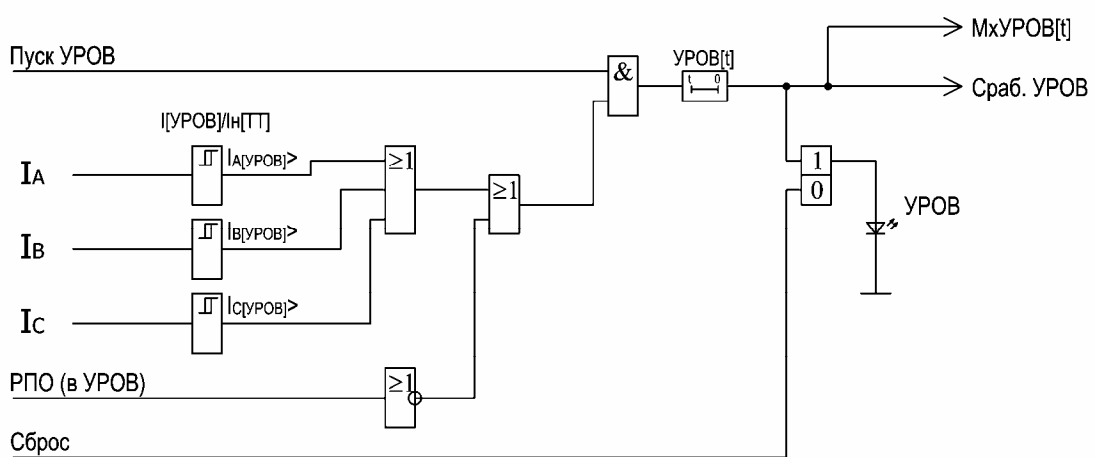 Пуск УРОВ
УРОВ[t]
МхУРОВ[t]
&
t 0
Сраб. УРОВ
I[УРОВ]/Iн[ТТ]
IA
IA[УРОВ]>
≥1
≥1
1
0
УРОВ
IB
IB[УРОВ]>
IC
IC[УРОВ]>
РПО (в УРОВ)
≥1
Сброс